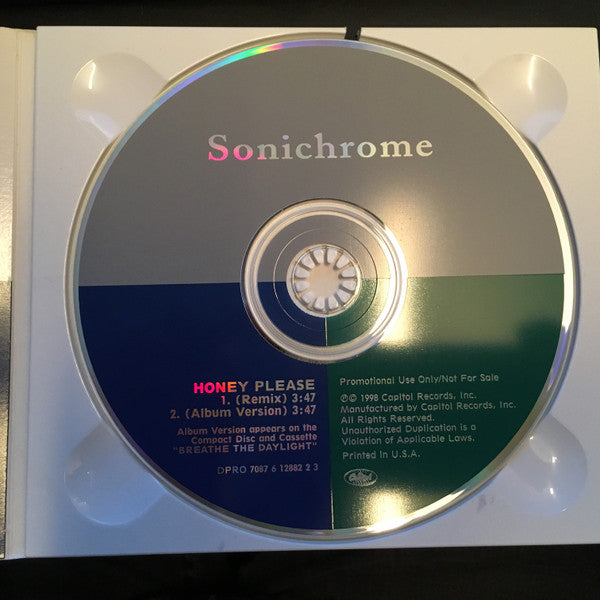 Sonichrome
HONEY PLEASE
1. (Remix) 3:47
2. (Album Version) 3:47
Album Version appears on the
Compact Disc and Cassette
"BREATHE THE DAYLIGHT"
DPRO 7087 6 12882 2 3
Promotional Use Only/Not For Sale
℗© 1998 Capitol Records, Inc.
Manufactured by Capitol Records, Inc.
All Rights Reserved.
Unauthorized Duplication is a
Violation of Applicable Laws.
Printed in U.S.A.
Capitol